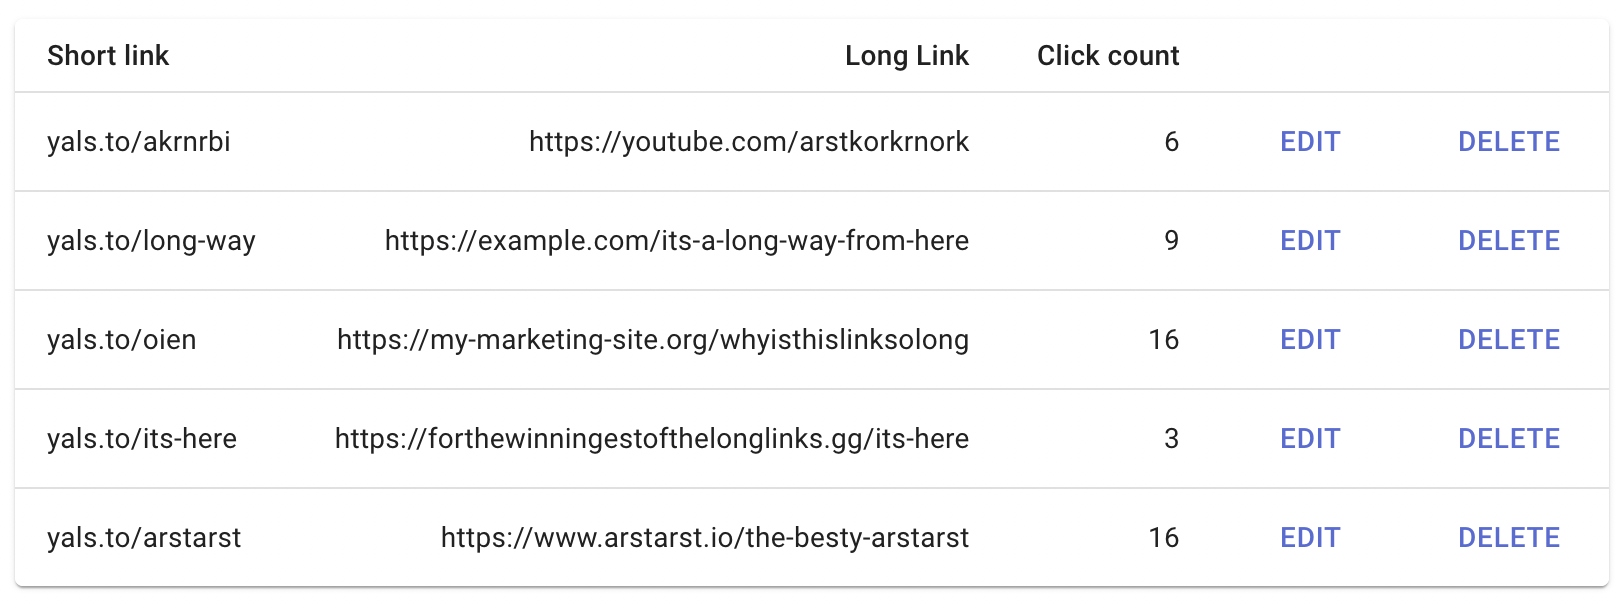 Short link Long Link Click count
yals.to/akrnrbi https://youtube.com/arstkorkrnork 6 EDIT DELETE
yals.to/long-way https://example.com/its-a-long-way-from-here 9 EDIT DELETE
yals.to/oien https://my-marketing-site.org/whyisthislinksolong 16 EDIT DELETE
yals.to/its-here https://forthewinningestofthelonglinks.gg/its-here 3 EDIT DELETE
yals.to/arstarst https://www.arstarst.io/the-besty-arstarst 16 EDIT DELETE